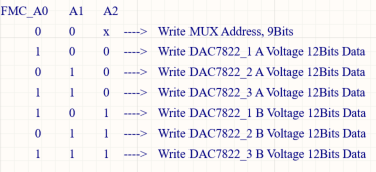 FMC_A0 A1 A2
0 0 x ----> Write MUX Address, 9Bits
1 0 0 ----> Write DAC7822_1 A Voltage 12Bits Data
0 1 0 ----> Write DAC7822_2 A Voltage 12Bits Data
1 1 0 ----> Write DAC7822_3 A Voltage 12Bits Data
1 0 1 ----> Write DAC7822_1 B Voltage 12Bits Data
0 1 1 ----> Write DAC7822_2 B Voltage 12Bits Data
1 1 1 ----> Write DAC7822_3 B Voltage 12Bits Data